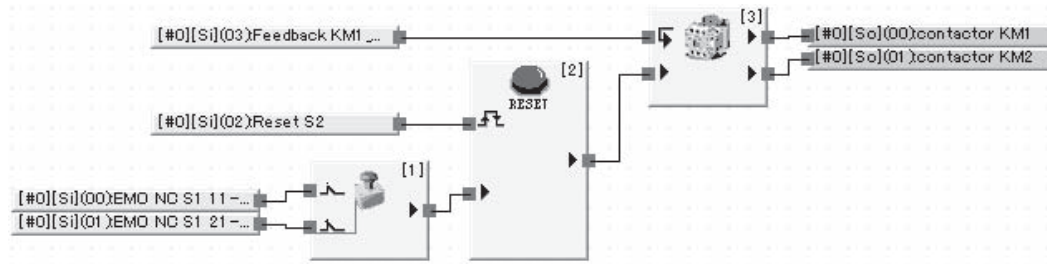 [3]
[#0][Si](03):Feedback KM1_...
[#0][So](00):contactor KM1
[#0][So](01):contactor KM2
[2]
RESET
[#0][Si](02):Reset S2
[1]
[#0][Si](00):EMO NC S1 11-...
[#0][Si](01):EMO NC S1 21-...